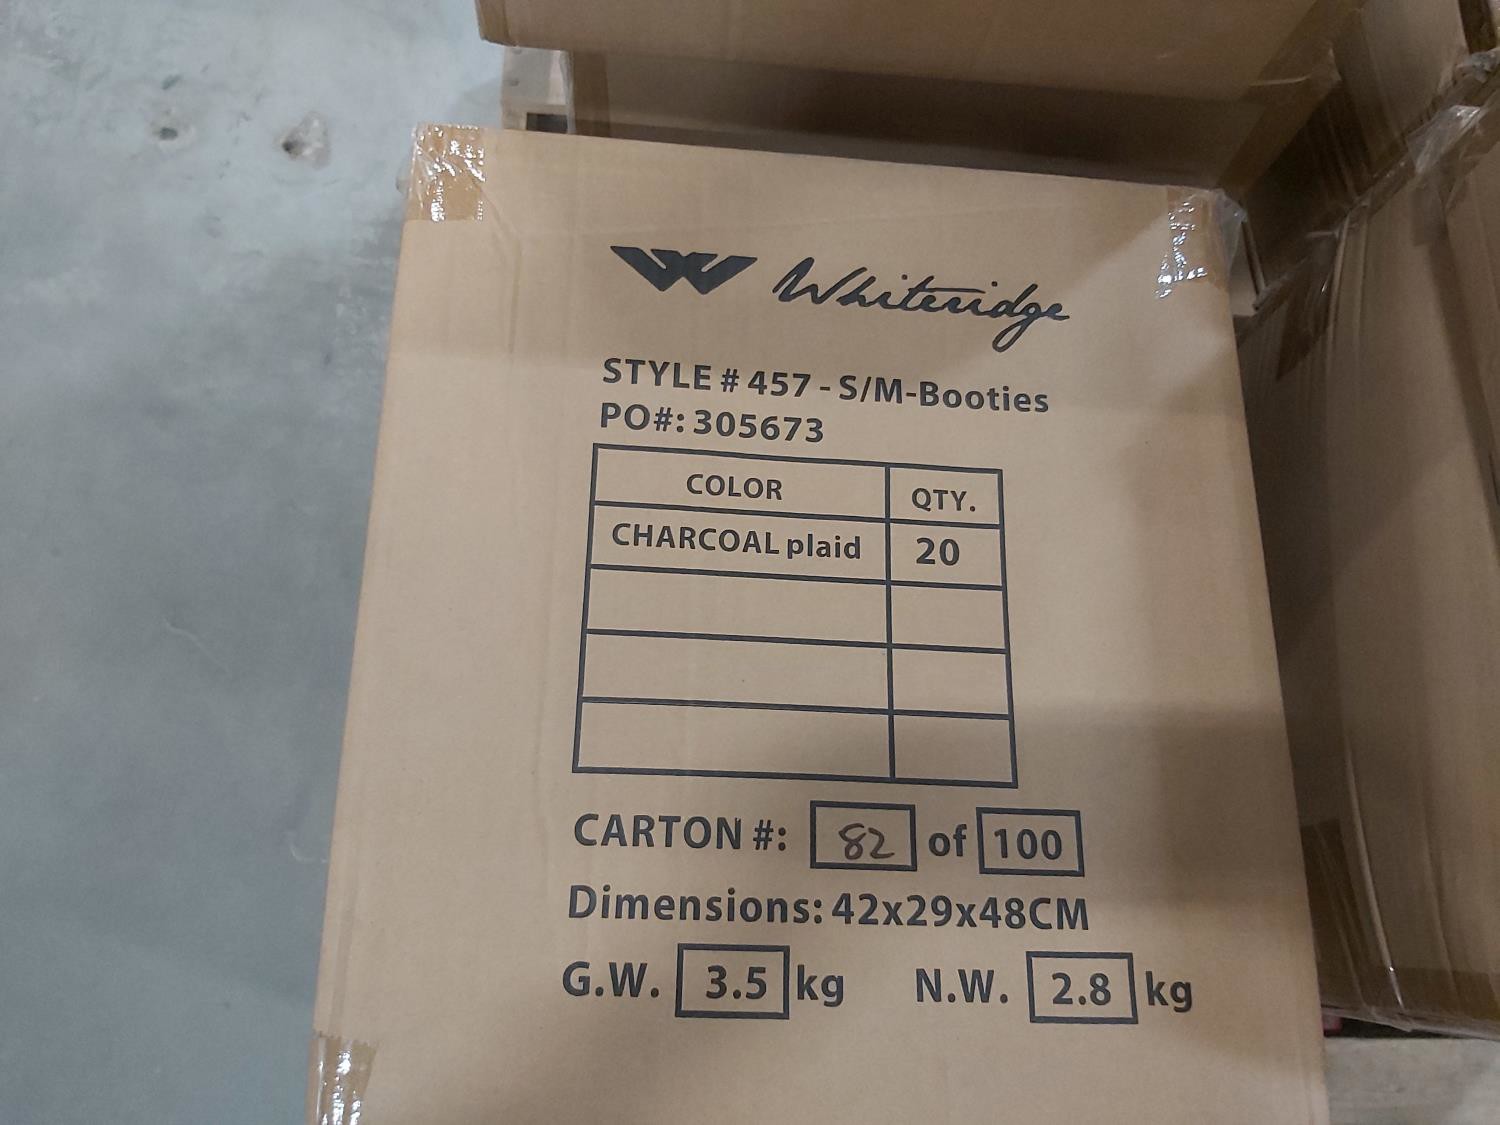 Whiteridge
STYLE # 457 - S/M-Booties
PO#: 305673
COLOR QTY.
CHARCOAL plaid 20
CARTON #: 82 of 100
Dimensions: 42x29x48CM
G.W. 3.5 kg N.W. 2.8 kg